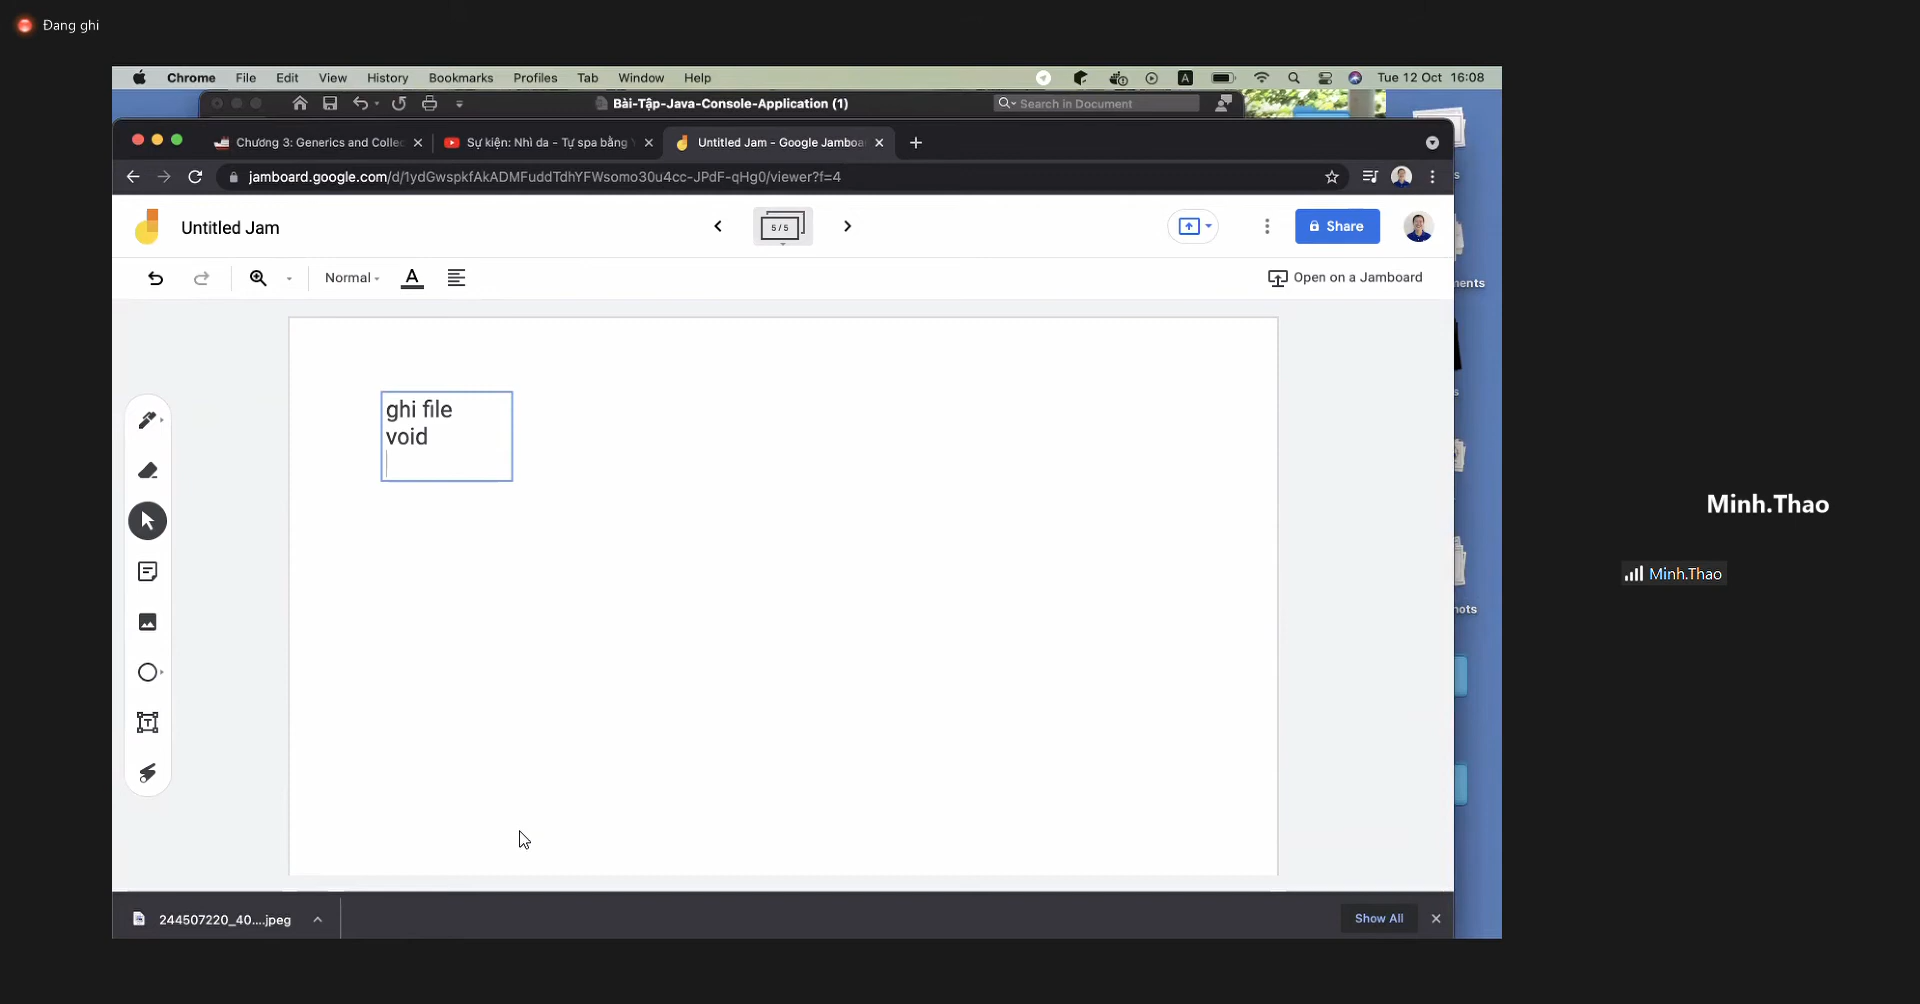 Đang ghi
Chrome File Edit View History Bookmarks Profiles Tab Window Help
A
Tue 12 Oct 16:08
Bài-Tập-Java-Console-Application (1)
Search in Document
Chương 3: Generics and Collec
Sự kiện: Nhì da - Tự spa bằng
Untitled Jam - Google Jamboa
jamboard.google.com/d/1ydGwspkfAkADMFuddTdhYFWsomo30u4cc-JPdF-qHg0/viewer?f=4
Untitled Jam
5 / 5
Share
Normal
A
Open on a Jamboard
ments
ghi file
void
Minh.Thao
Minh.Thao
hots
244507220_40....jpeg
Show All